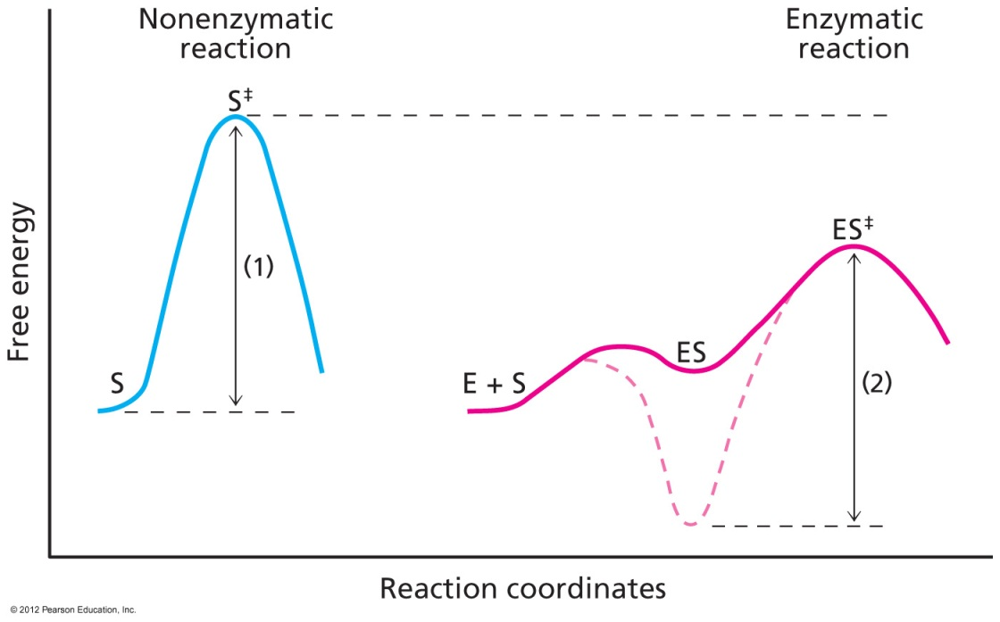 Nonenzymatic
reaction
Enzymatic
reaction
S‡
ES‡
(1)
Free energy
S
ES
E + S
(2)
Reaction coordinates
© 2012 Pearson Education, Inc.